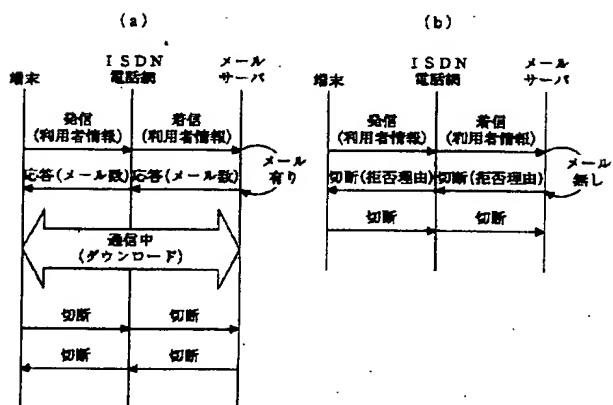 (a)
端末
ISDN
電話網
メール
サーバ
発信
(利用者情報)
着信
(利用者情報)
メール
有り
応答(メール数)
応答(メール数)
通信中
(ダウンロード)
切断
切断
切断
切断
(b)
端末
ISDN
電話網
メール
サーバ
発信
(利用者情報)
着信
(利用者情報)
メール
無し
切断(拒否理由)
切断(拒否理由)
切断
切断